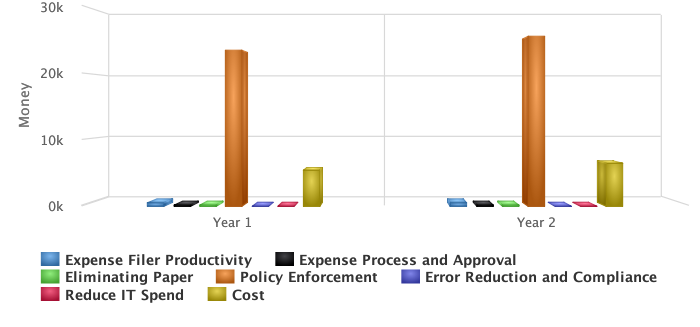 30k
20k
10k
0k
Money
Year 1
Year 2
Expense Filer Productivity
Expense Process and Approval
Eliminating Paper
Policy Enforcement
Error Reduction and Compliance
Reduce IT Spend
Cost